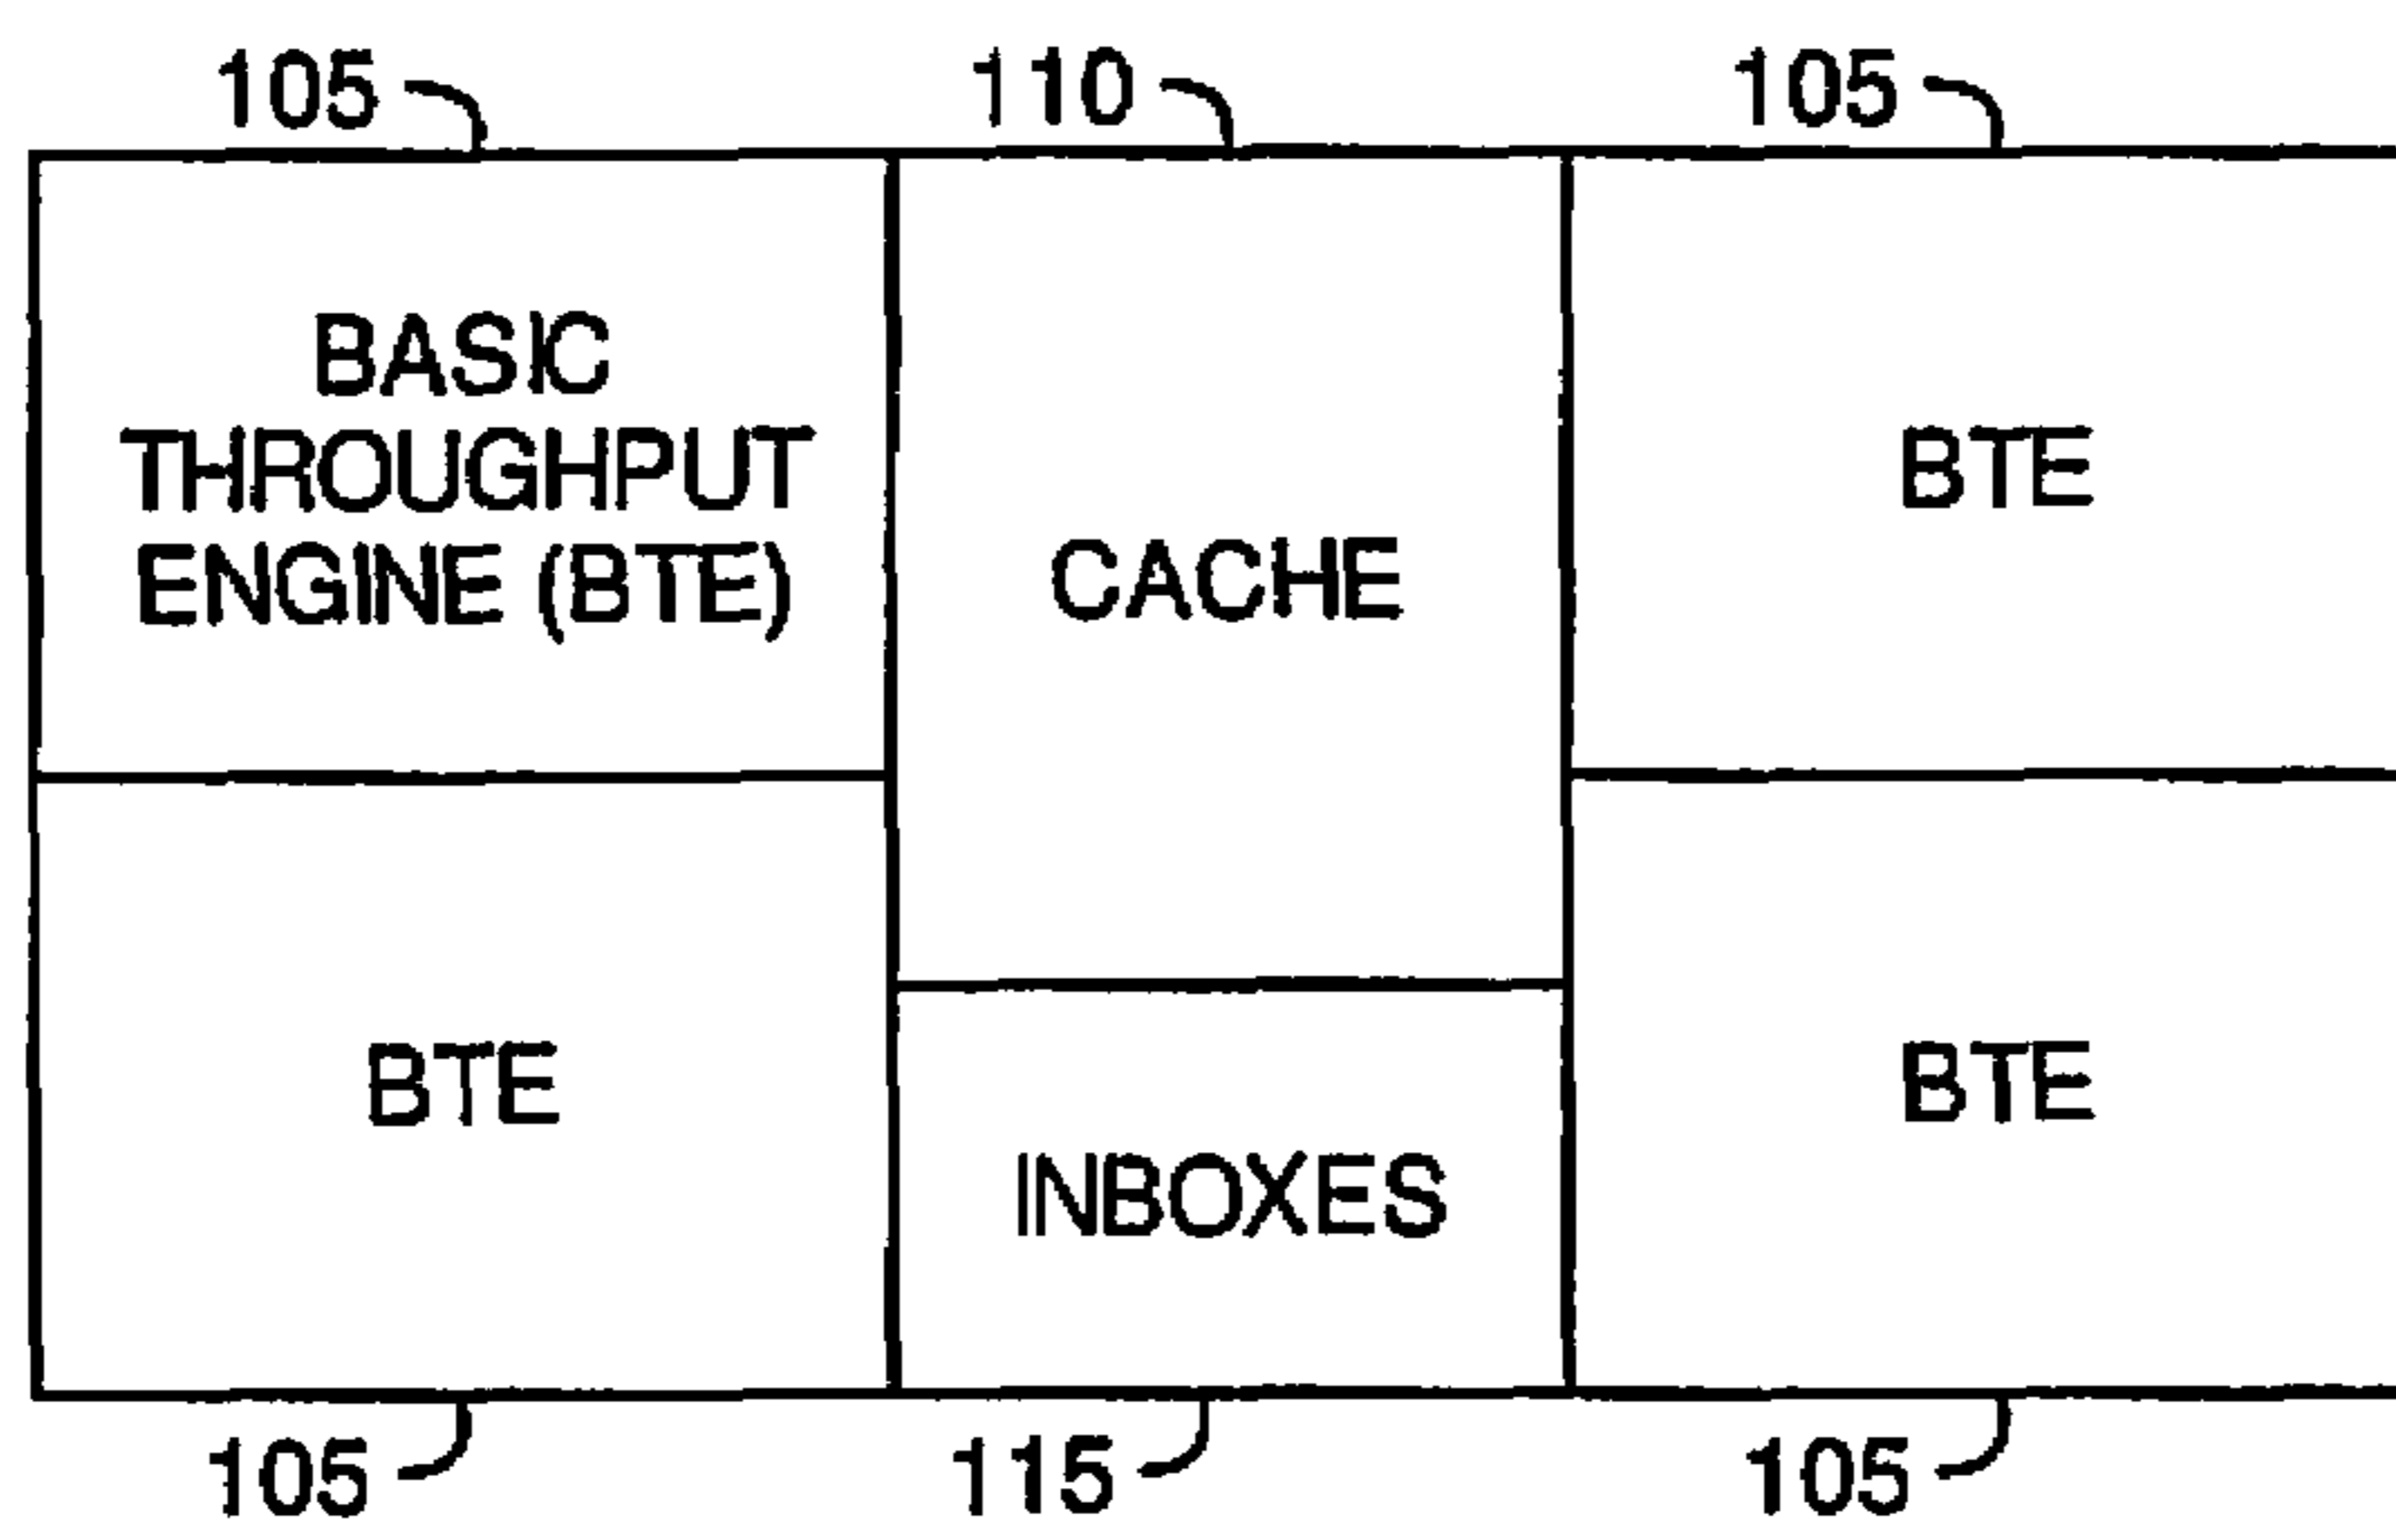 105
110
105
BASIC
THROUGHPUT
ENGINE (BTE)
CACHE
BTE
BTE
INBOXES
BTE
105
115
105